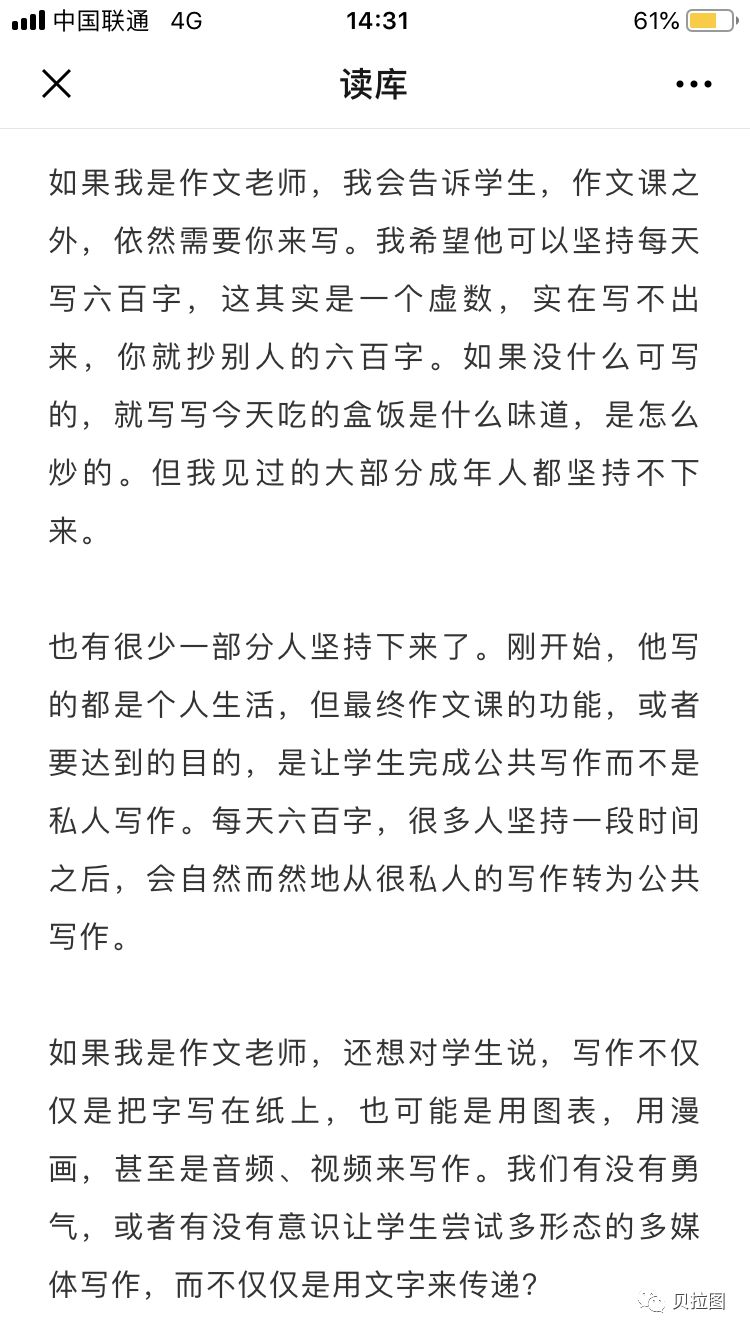 中国联通 4G 14:31 61%
读库
如果我是作文老师，我会告诉学生，作文课之
外，依然需要你来写。我希望他可以坚持每天
写六百字，这其实是一个虚数，实在写不出
来，你就抄别人的六百字。如果没什么可写
的，就写写今天吃的盒饭是什么味道，是怎么
炒的。但我见过的大部分成年人都坚持不下
来。
也有很少一部分人坚持下来了。刚开始，他写
的都是个人生活，但最终作文课的功能，或者
要达到的目的，是让学生完成公共写作而不是
私人写作。每天六百字，很多人坚持一段时间
之后，会自然而然地从很私人的写作转为公共
写作。
如果我是作文老师，还想对学生说，写作不仅
仅是把字写在纸上，也可能是用图表，用漫
画，甚至是音频、视频来写作。我们有没有勇
气，或者有没有意识让学生尝试多形态的多媒
体写作，而不仅仅是用文字来传递？
贝拉图